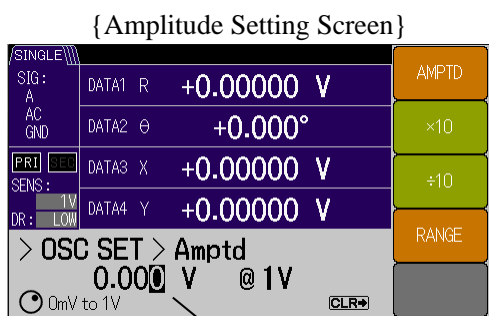 {Amplitude Setting Screen}
SINGLE
SIG:
A
AC
GND
PRI SEC
SENS:
1V
DR: LOW
DATA1 R +0.00000 V
DATA2 θ +0.000°
DATA3 X +0.00000 V
DATA4 Y +0.00000 V
AMPTD
×10
÷10
RANGE
> OSC SET > Amptd
0.000 V @ 1V
0mV to 1V
CLR➡